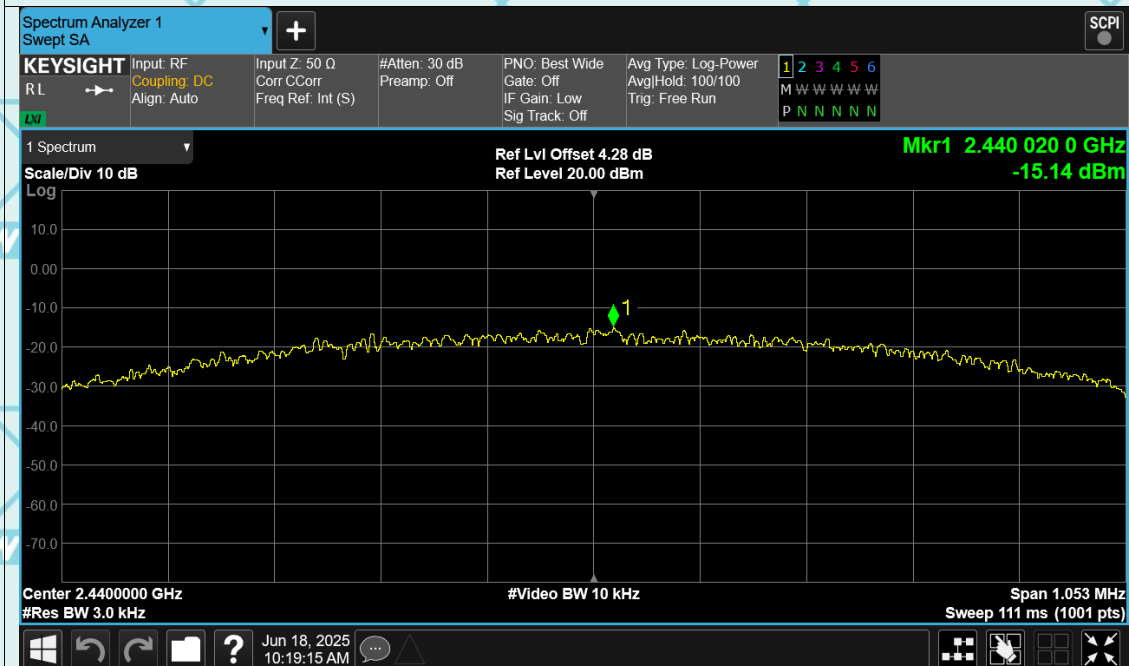 Spectrum Analyzer 1
Swept SA
+
SCPI
KEYSIGHT
R L
LXI
Input: RF
Coupling: DC
Align: Auto
Input Z: 50 Ω
Corr CCorr
Freq Ref: Int (S)
#Atten: 30 dB
Preamp: Off
PNO: Best Wide
Gate: Off
IF Gain: Low
Sig Track: Off
Avg Type: Log-Power
Avg|Hold: 100/100
Trig: Free Run
1 2 3 4 5 6
M W W W W W
P N N N N N
1 Spectrum
Scale/Div 10 dB
Log
Ref Lvl Offset 4.28 dB
Ref Level 20.00 dBm
Mkr1 2.440 020 0 GHz
-15.14 dBm
10.0
0.00
1
-10.0
-20.0
-30.0
-40.0
-50.0
-60.0
-70.0
Center 2.4400000 GHz
#Res BW 3.0 kHz
#Video BW 10 kHz
Span 1.053 MHz
Sweep 111 ms (1001 pts)
?
Jun 18, 2025
10:19:15 AM